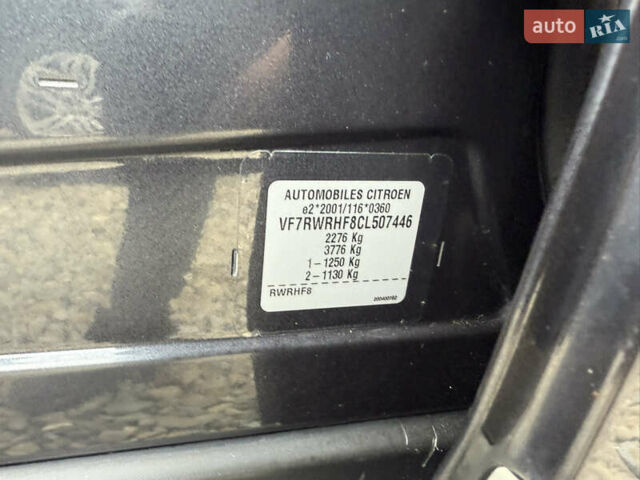 auto RIA
.com
AUTOMOBILES CITROEN
e2*2001/116*0360
VF7RWRHF8CL507446
2276 Kg
3776 Kg
1-1250 Kg
2-1130 Kg
RWRHF8